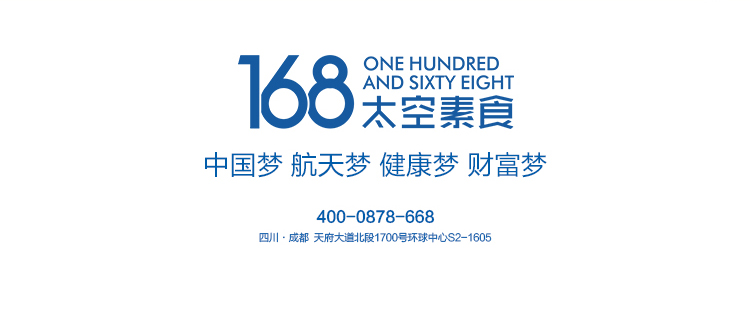 168 ONE HUNDRED
AND SIXTY EIGHT
太空素食
中国梦 航天梦 健康梦 财富梦
400-0878-668
四川·成都 天府大道北段1700号环球中心S2-1605